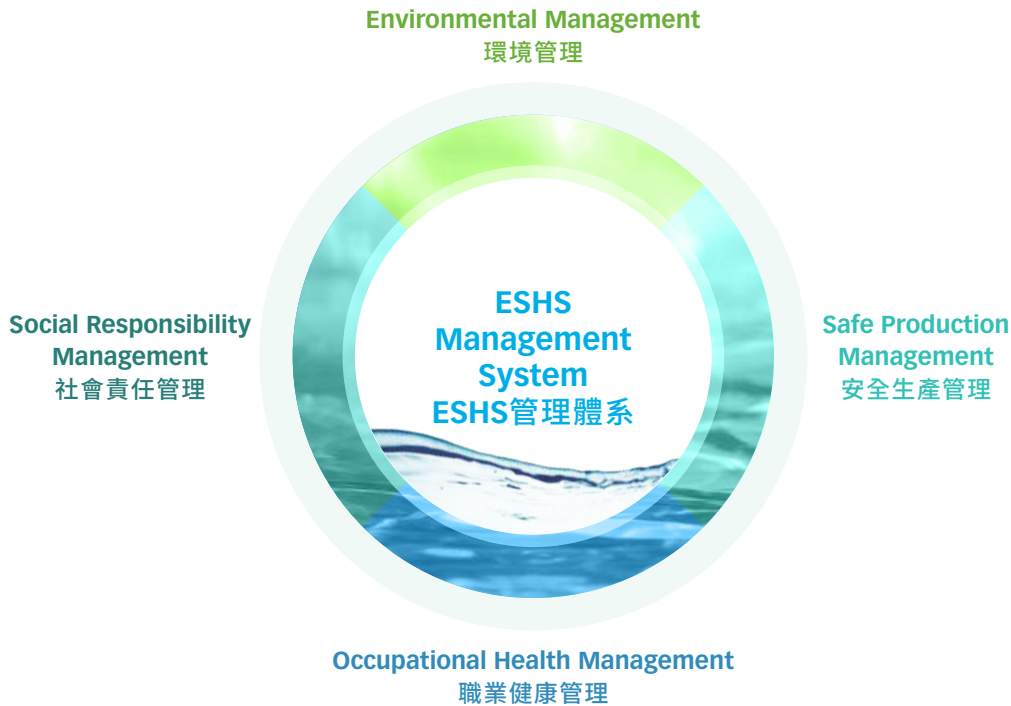 Environmental Management
環境管理
Social Responsibility
Management
社會責任管理
ESHS
Management
System
ESHS管理體系
Safe Production
Management
安全生產管理
Occupational Health Management
職業健康管理